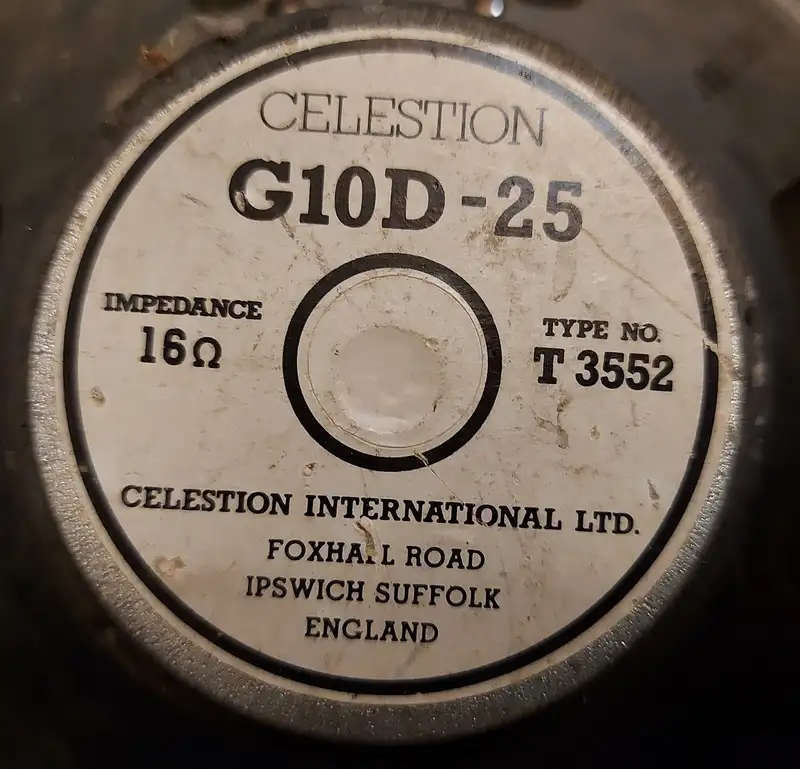 CELESTION
G10D-25
IMPEDANCE
16Ω
TYPE NO.
T 3552
CELESTION INTERNATIONAL LTD.
FOXHALL ROAD
IPSWICH SUFFOLK
ENGLAND